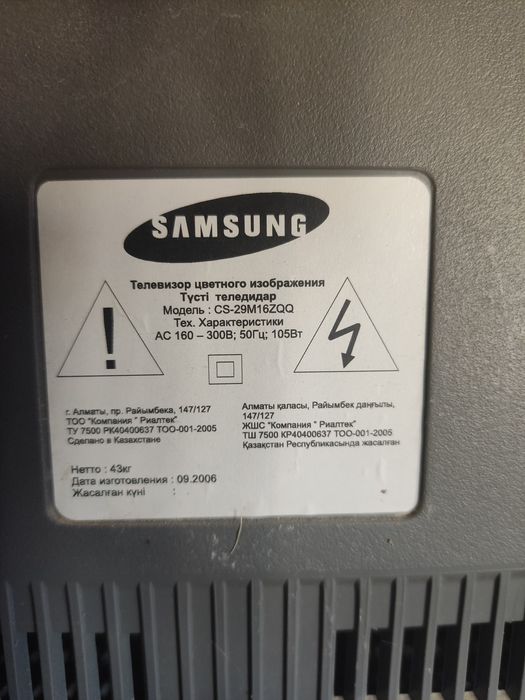 SAMSUNG
Телевизор цветного изображения
Түсті теледидар
Модель : CS-29M16ZQQ
Тех. Характеристики
АС 160 – 300В; 50Гц; 105Вт
г. Алматы, пр. Райымбека, 147/127
ТОО "Компания " Риалтек"
ТУ 7500 РК40400637 ТОО-001-2005
Сделано в Казахстане
Алматы қаласы, Райымбек даңғылы,
147/127
ЖШС "Компания " Риалтек"
ТШ 7500 КР40400637 ТОО-001-2005
Қазақстан Республикасында жасалған
Нетто : 43кг
Дата изготовления : 09.2006
Жасалған күні :